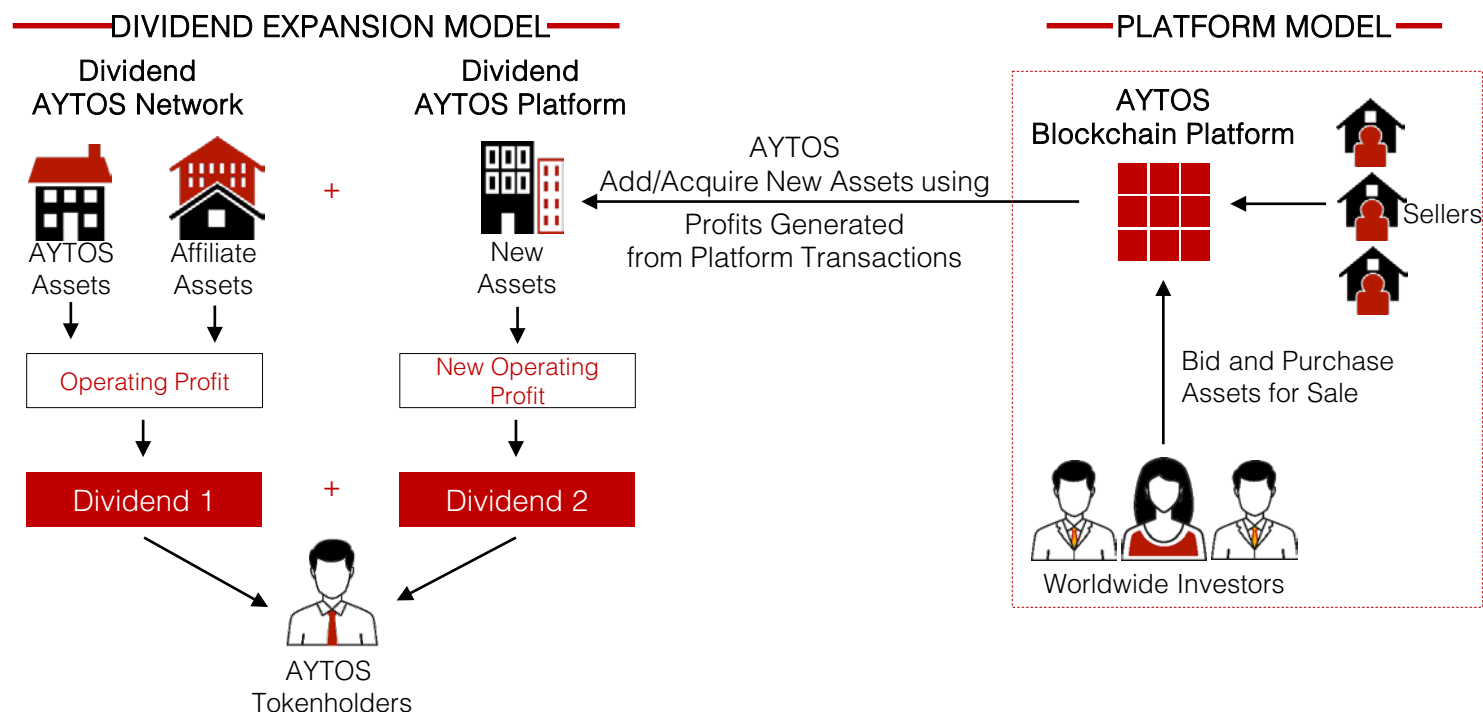 DIVIDEND EXPANSION MODEL
Dividend
AYTOS Network
Dividend
AYTOS Platform
+
AYTOS
Assets
Affiliate
Assets
New
Assets
Operating Profit
New Operating
Profit
Dividend 1
+
Dividend 2
AYTOS
Tokenholders
AYTOS
Add/Acquire New Assets using
Profits Generated
from Platform Transactions
PLATFORM MODEL
AYTOS
Blockchain Platform
Sellers
Bid and Purchase
Assets for Sale
Worldwide Investors